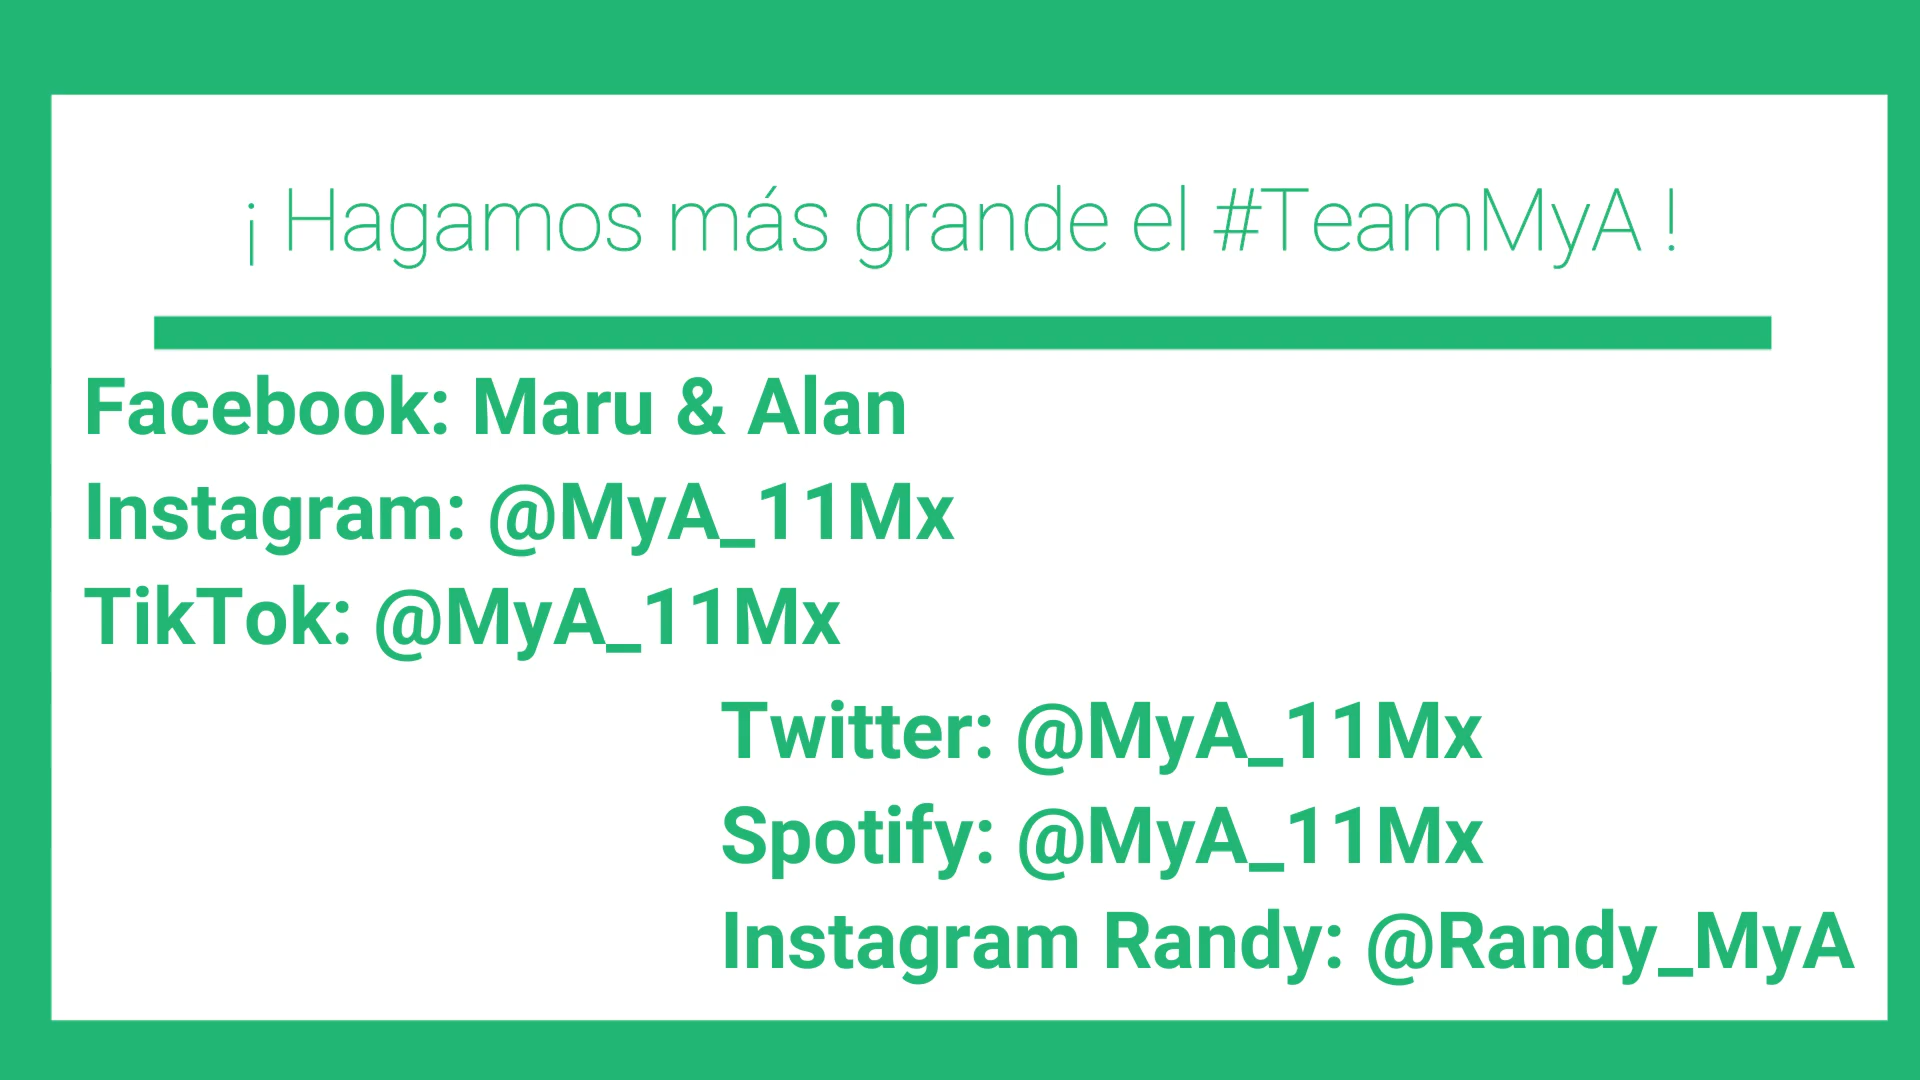 ¡ Hagamos más grande el #TeamMyA !
Facebook: Maru & Alan
Instagram: @MyA_11Mx
TikTok: @MyA_11Mx
Twitter: @MyA_11Mx
Spotify: @MyA_11Mx
Instagram Randy: @Randy_MyA